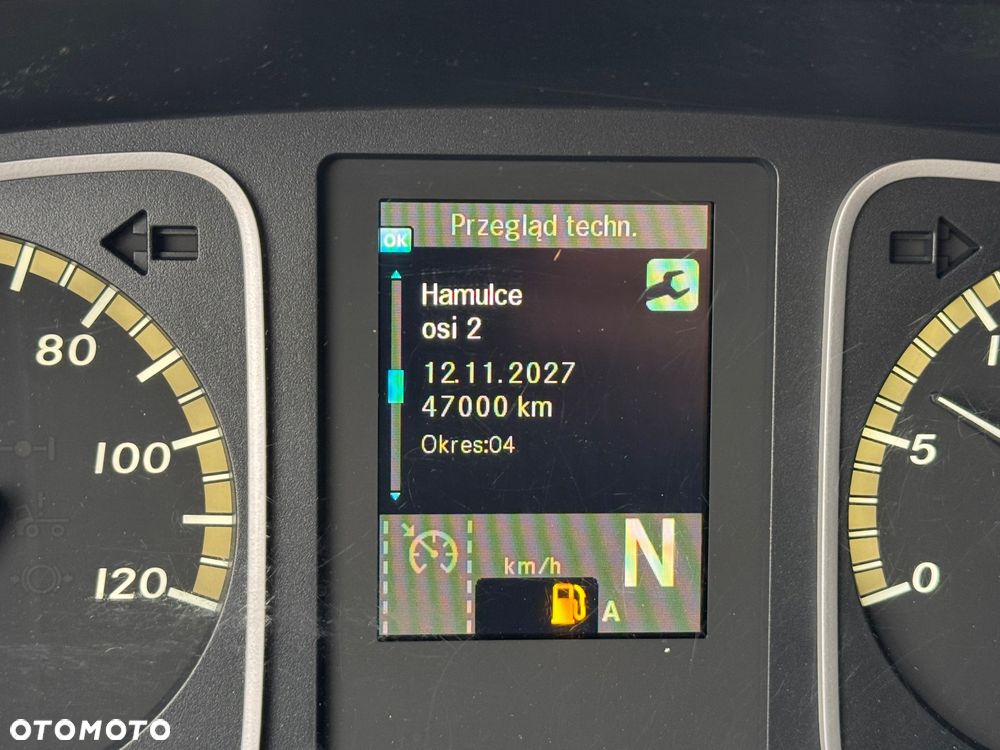 Przegląd techn.
OK
Hamulce
osi 2
12.11.2027
47000 km
Okres:04
km/h
N
A
80
100
120
1
5
0
OTOMOTO